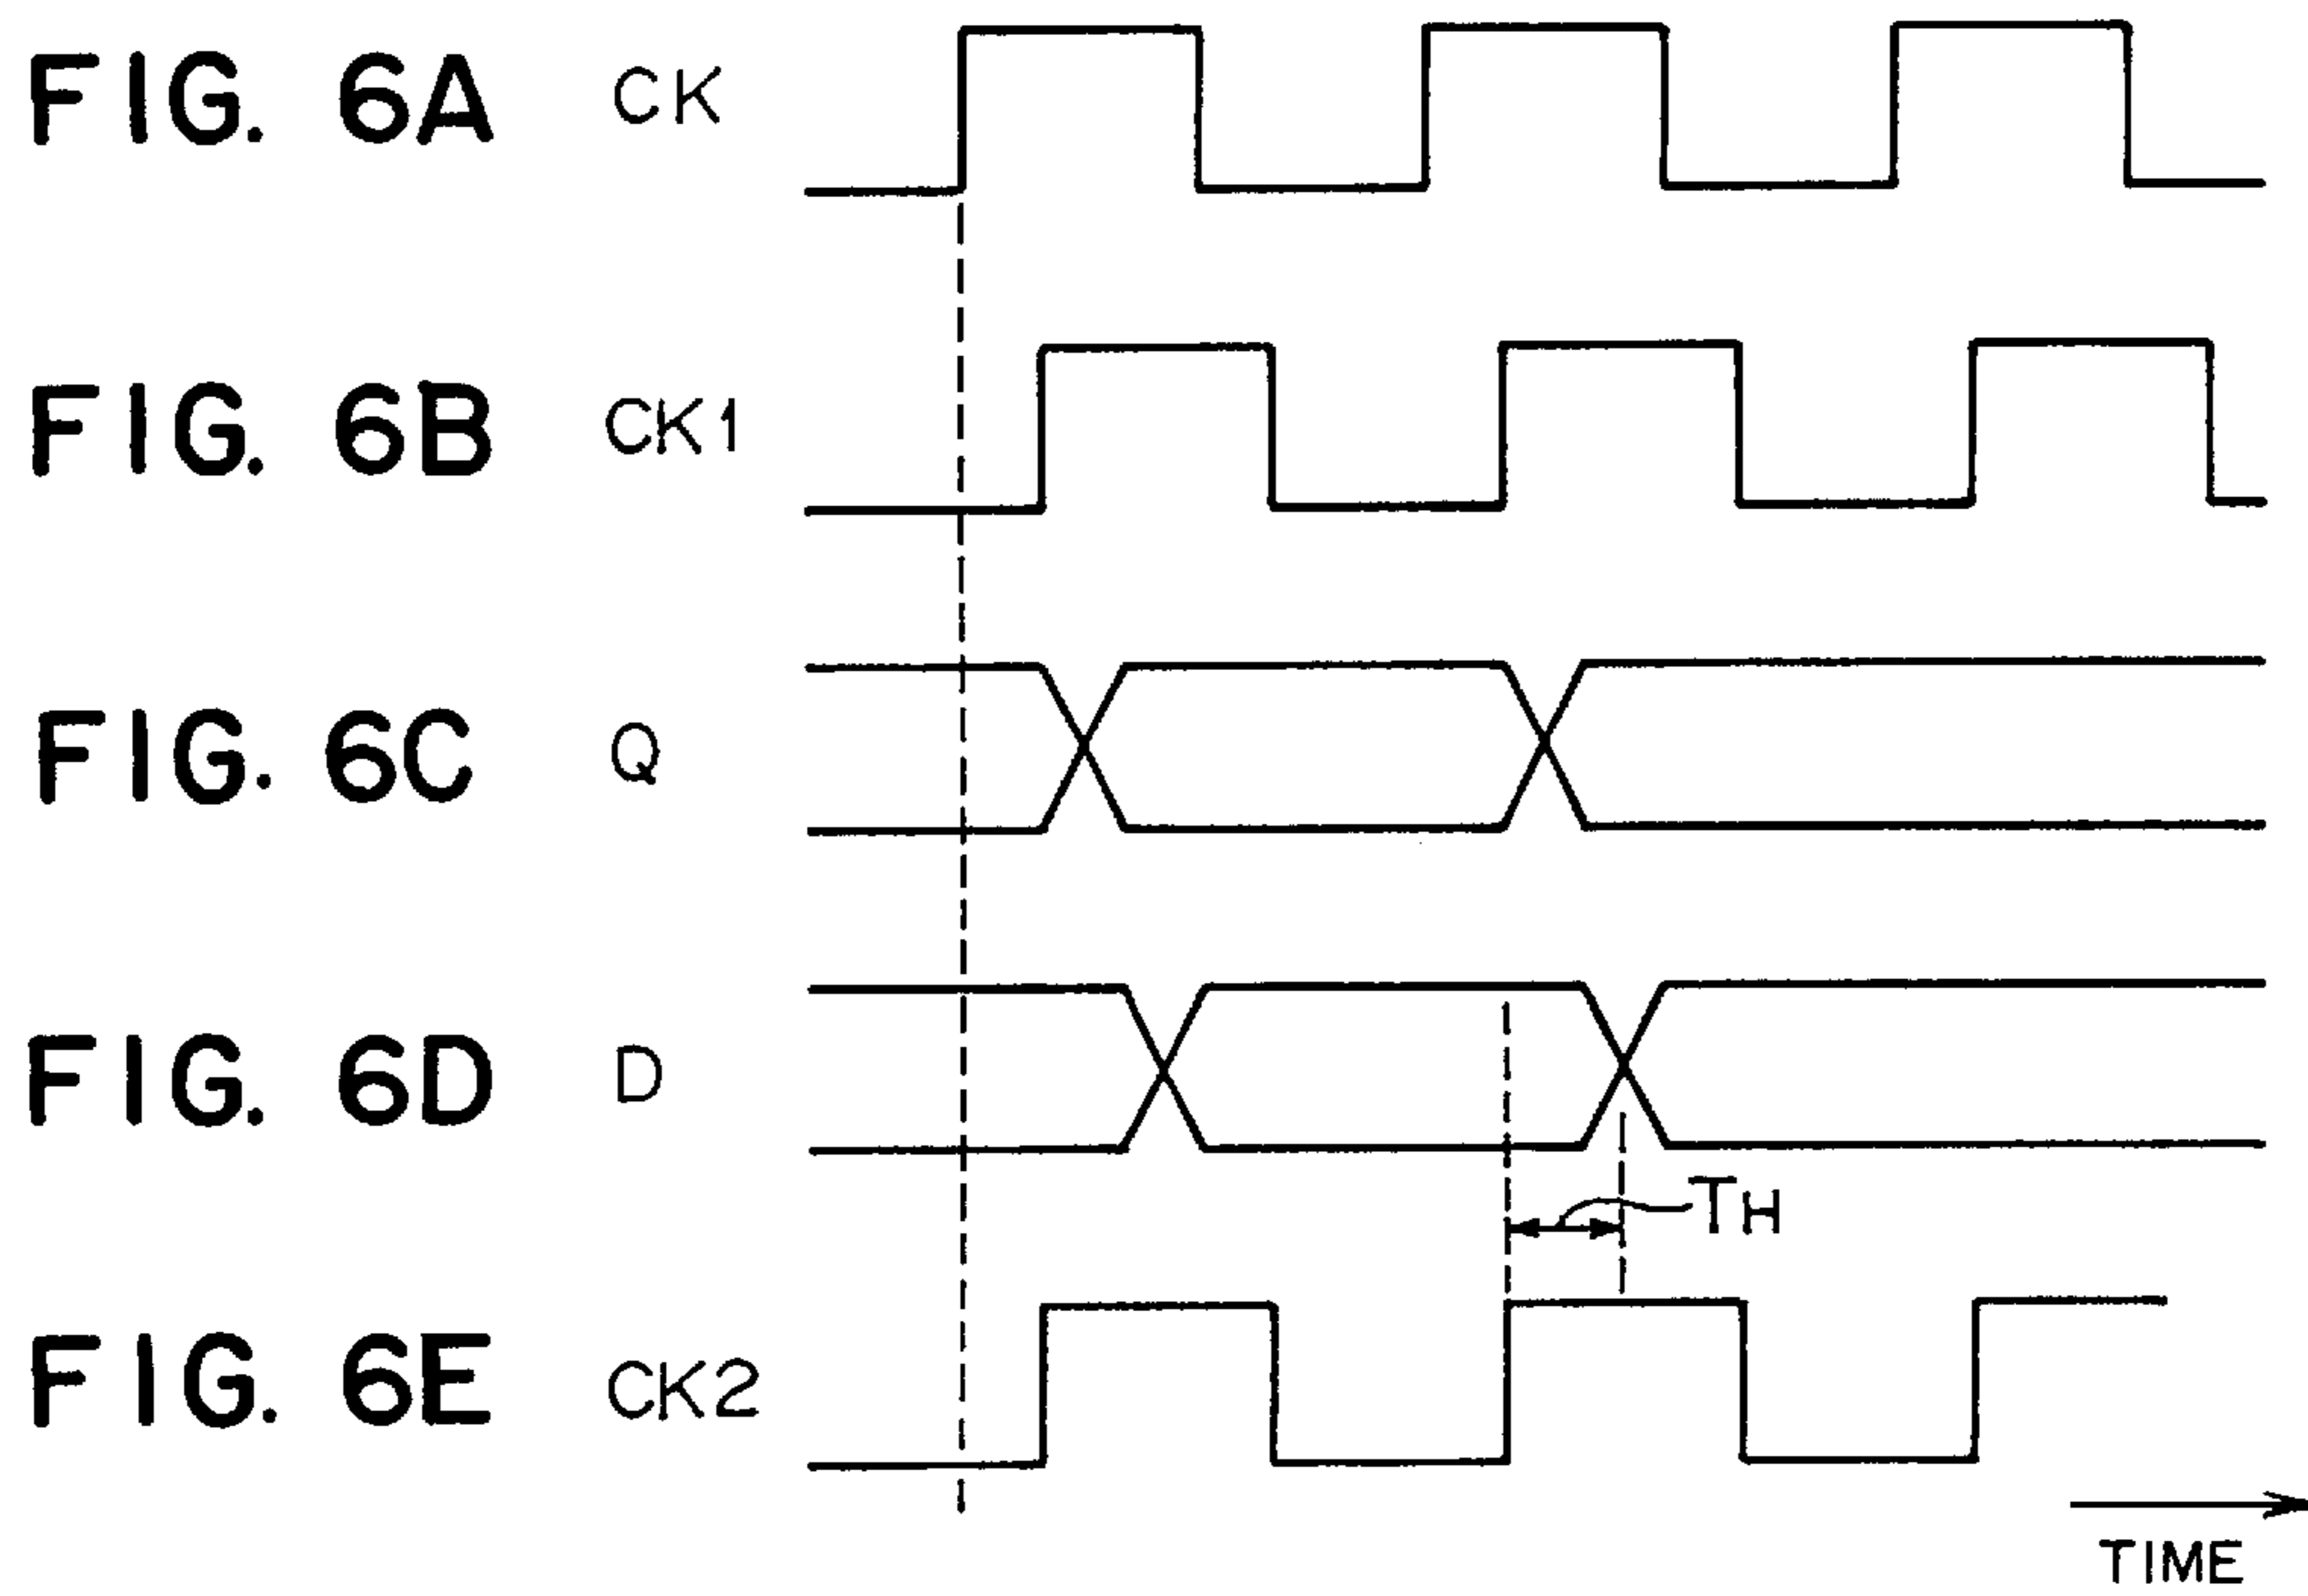 FIG. 6A CK
FIG. 6B CK1
FIG. 6C Q
FIG. 6D D
TH
FIG. 6E CK2
TIME